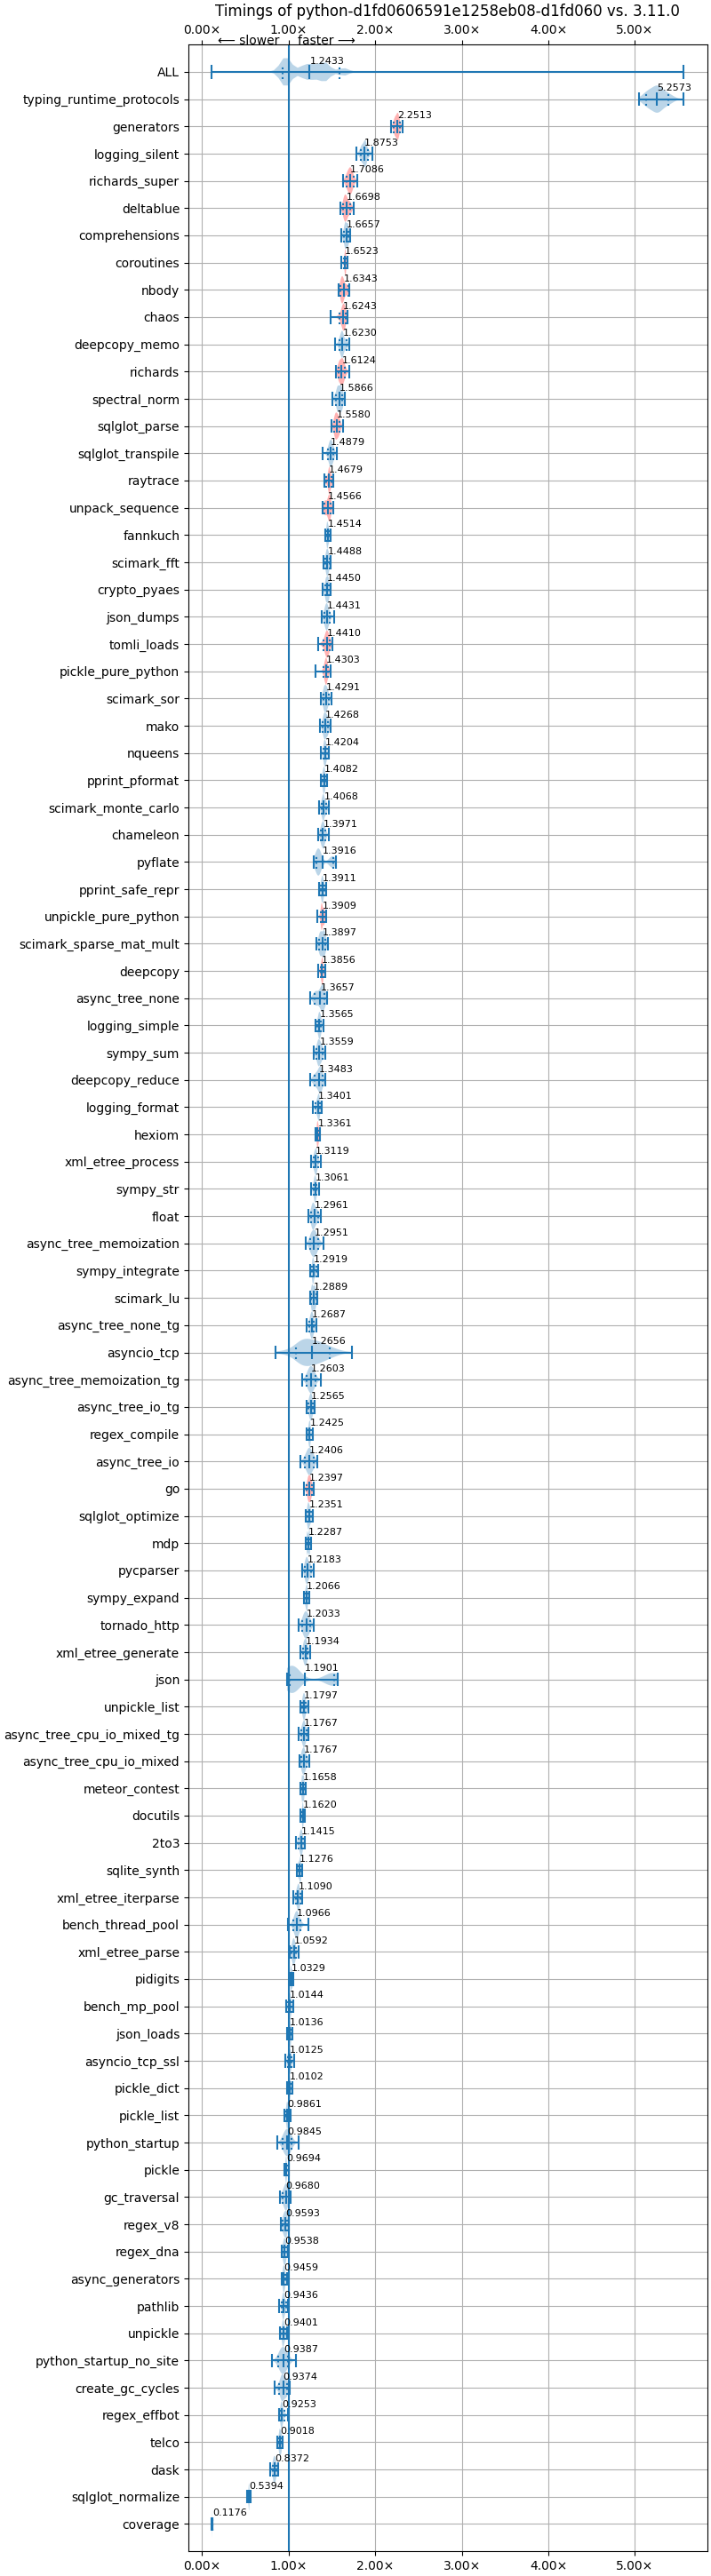 Timings of python-d1fd0606591e1258eb08-d1fd060 vs. 3.11.0
0.00× 1.00× 2.00× 3.00× 4.00× 5.00×
⟵ slower faster ⟶
ALL 1.2433
typing_runtime_protocols 5.2573
generators 2.2513
logging_silent 1.8753
richards_super 1.7086
deltablue 1.6698
comprehensions 1.6657
coroutines 1.6523
nbody 1.6343
chaos 1.6243
deepcopy_memo 1.6230
richards 1.6124
spectral_norm 1.5866
sqlglot_parse 1.5580
sqlglot_transpile 1.4879
raytrace 1.4679
unpack_sequence 1.4566
fannkuch 1.4514
scimark_fft 1.4488
crypto_pyaes 1.4450
json_dumps 1.4431
tomli_loads 1.4410
pickle_pure_python 1.4303
scimark_sor 1.4291
mako 1.4268
nqueens 1.4204
pprint_pformat 1.4082
scimark_monte_carlo 1.4068
chameleon 1.3971
pyflate 1.3916
pprint_safe_repr 1.3911
unpickle_pure_python 1.3909
scimark_sparse_mat_mult 1.3897
deepcopy 1.3856
async_tree_none 1.3657
logging_simple 1.3565
sympy_sum 1.3559
deepcopy_reduce 1.3483
logging_format 1.3401
hexiom 1.3361
xml_etree_process 1.3119
sympy_str 1.3061
float 1.2961
async_tree_memoization 1.2951
sympy_integrate 1.2919
scimark_lu 1.2889
async_tree_none_tg 1.2687
asyncio_tcp 1.2656
async_tree_memoization_tg 1.2603
async_tree_io_tg 1.2565
regex_compile 1.2425
async_tree_io 1.2406
go 1.2397
sqlglot_optimize 1.2351
mdp 1.2287
pycparser 1.2183
sympy_expand 1.2066
tornado_http 1.2033
xml_etree_generate 1.1934
json 1.1901
unpickle_list 1.1797
async_tree_cpu_io_mixed_tg 1.1767
async_tree_cpu_io_mixed 1.1767
meteor_contest 1.1658
docutils 1.1620
2to3 1.1415
sqlite_synth 1.1276
xml_etree_iterparse 1.1090
bench_thread_pool 1.0966
xml_etree_parse 1.0592
pidigits 1.0329
bench_mp_pool 1.0144
json_loads 1.0136
asyncio_tcp_ssl 1.0125
pickle_dict 1.0102
pickle_list 0.9861
python_startup 0.9845
pickle 0.9694
gc_traversal 0.9680
regex_v8 0.9593
regex_dna 0.9538
async_generators 0.9459
pathlib 0.9436
unpickle 0.9401
python_startup_no_site 0.9387
create_gc_cycles 0.9374
regex_effbot 0.9253
telco 0.9018
dask 0.8372
sqlglot_normalize 0.5394
coverage 0.1176
0.00× 1.00× 2.00× 3.00× 4.00× 5.00×